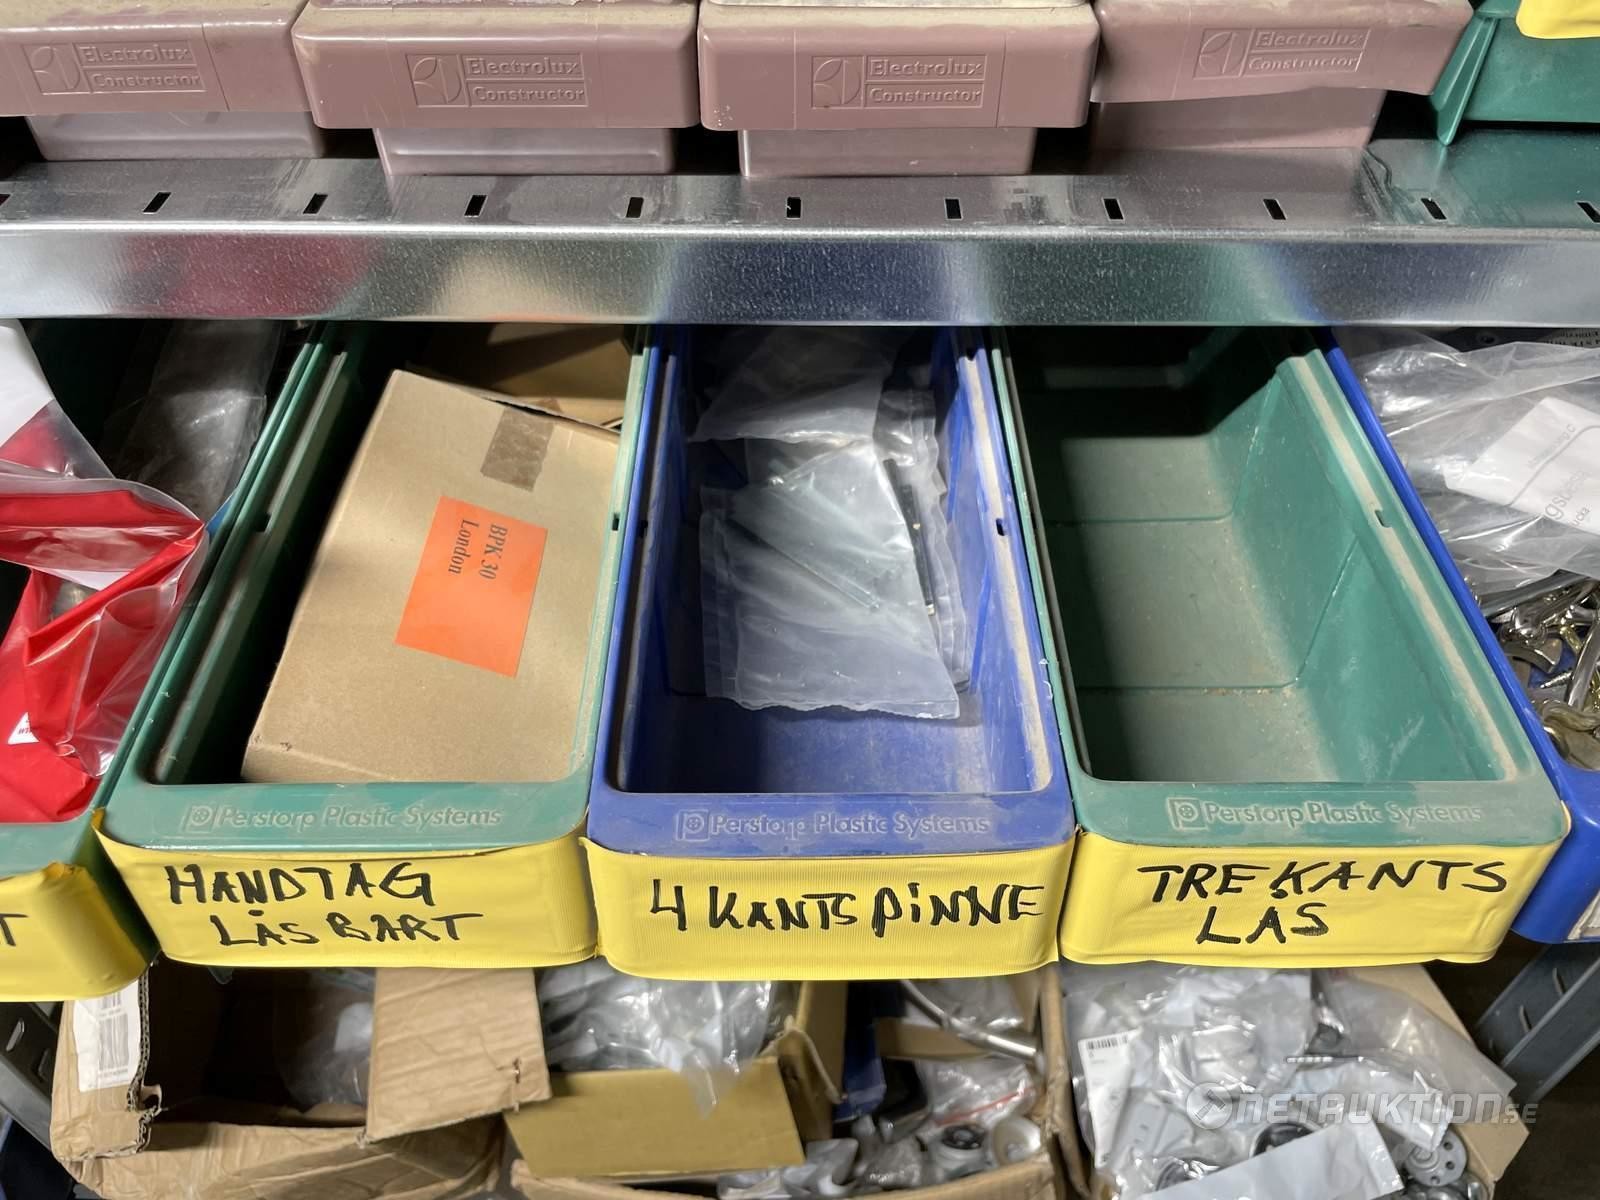 Electrolux
Constructor
Electrolux
Constructor
Electrolux
Constructor
Electrolux
Constructor
BPK 30
London
Perstorp Plastic Systems
Perstorp Plastic Systems
Perstorp Plastic Systems
T
HANDTAG
LÅSBART
4 KANTSPINNE
TREKANTS
LÅS
NETRUKTION.SE